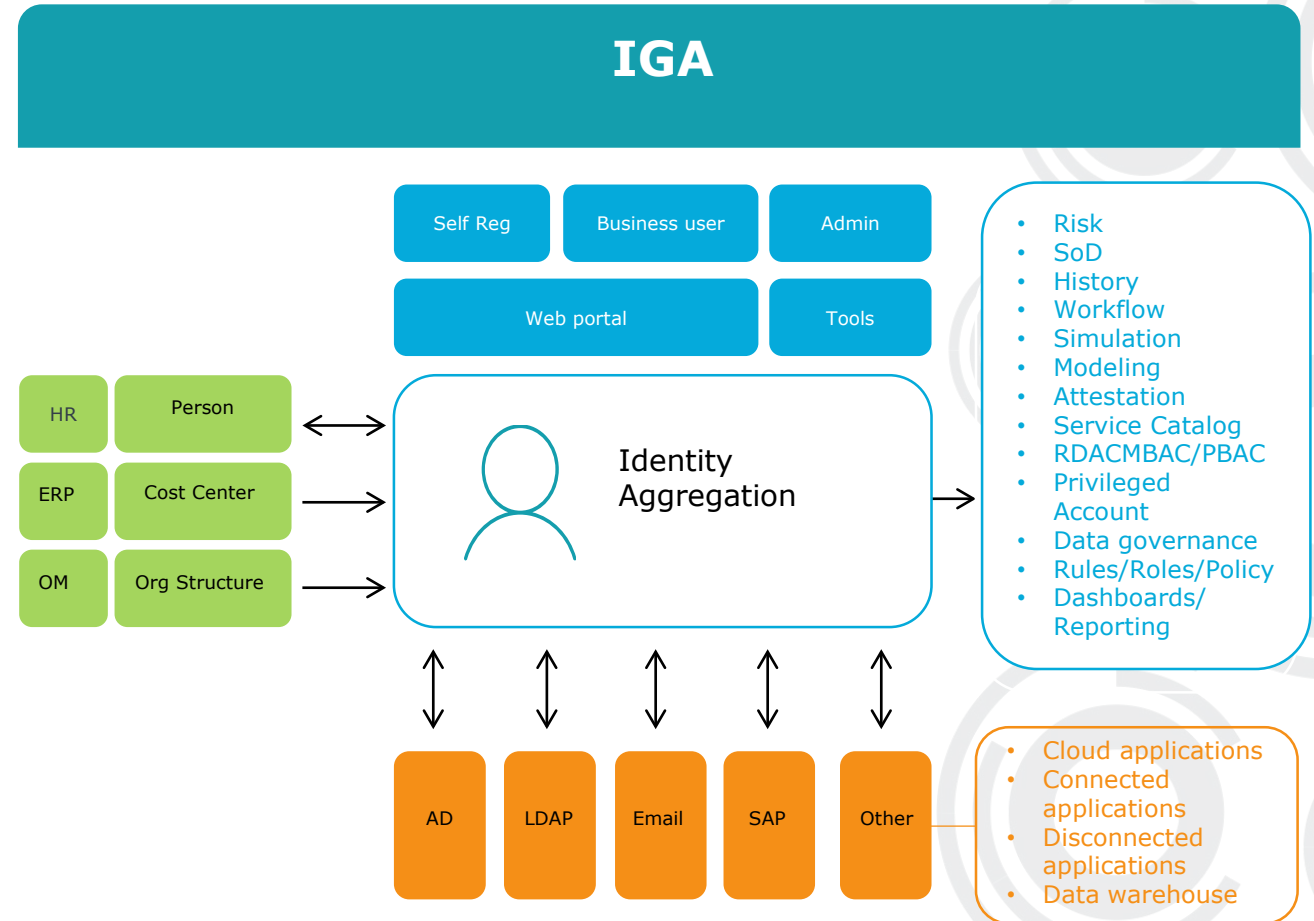 IGA
Self Reg
Business user
Admin
Web portal
Tools
HR
Person
ERP
Cost Center
OM
Org Structure
Identity
Aggregation
• Risk
• SoD
• History
• Workflow
• Simulation
• Modeling
• Attestation
• Service Catalog
• RDACMBAC/PBAC
• Privileged
Account
• Data governance
• Rules/Roles/Policy
• Dashboards/
Reporting
AD
LDAP
Email
SAP
Other
• Cloud applications
• Connected
applications
• Disconnected
applications
• Data warehouse